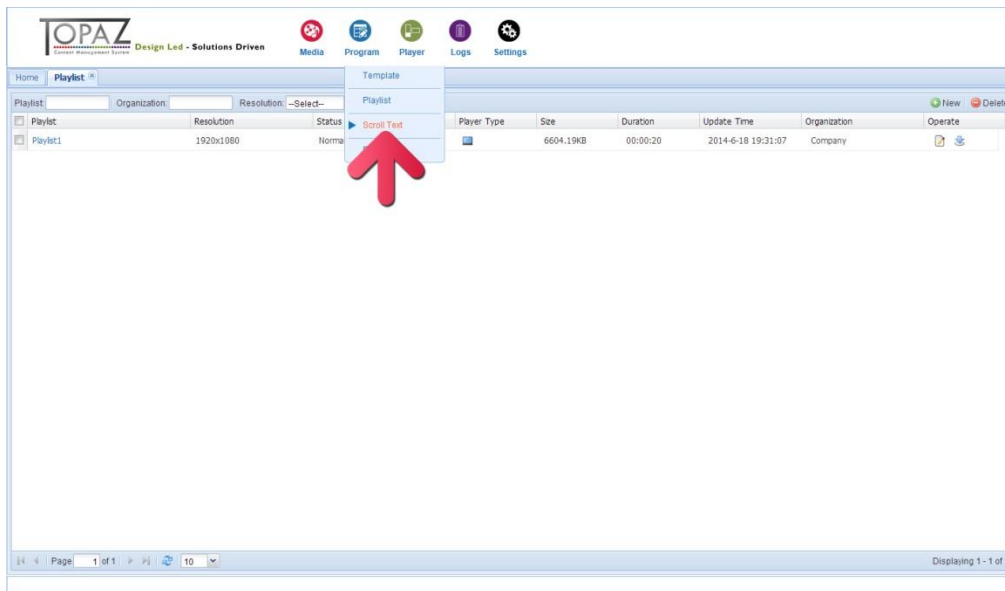 TOPAZ
Content Management System
Design Led - Solutions Driven
Media Program Player Logs Settings
Home Playlist
Template
Playlist
Scroll Text
Playlist: Organization: Resolution: --Select-- New Delete
Playlist Resolution Status Player Type Size Duration Update Time Organization Operate
Playlist1 1920x1080 Norma 6604.19KB 00:00:20 2014-6-18 19:31:07 Company
Page 1 of 1 10 Displaying 1 - 1 of